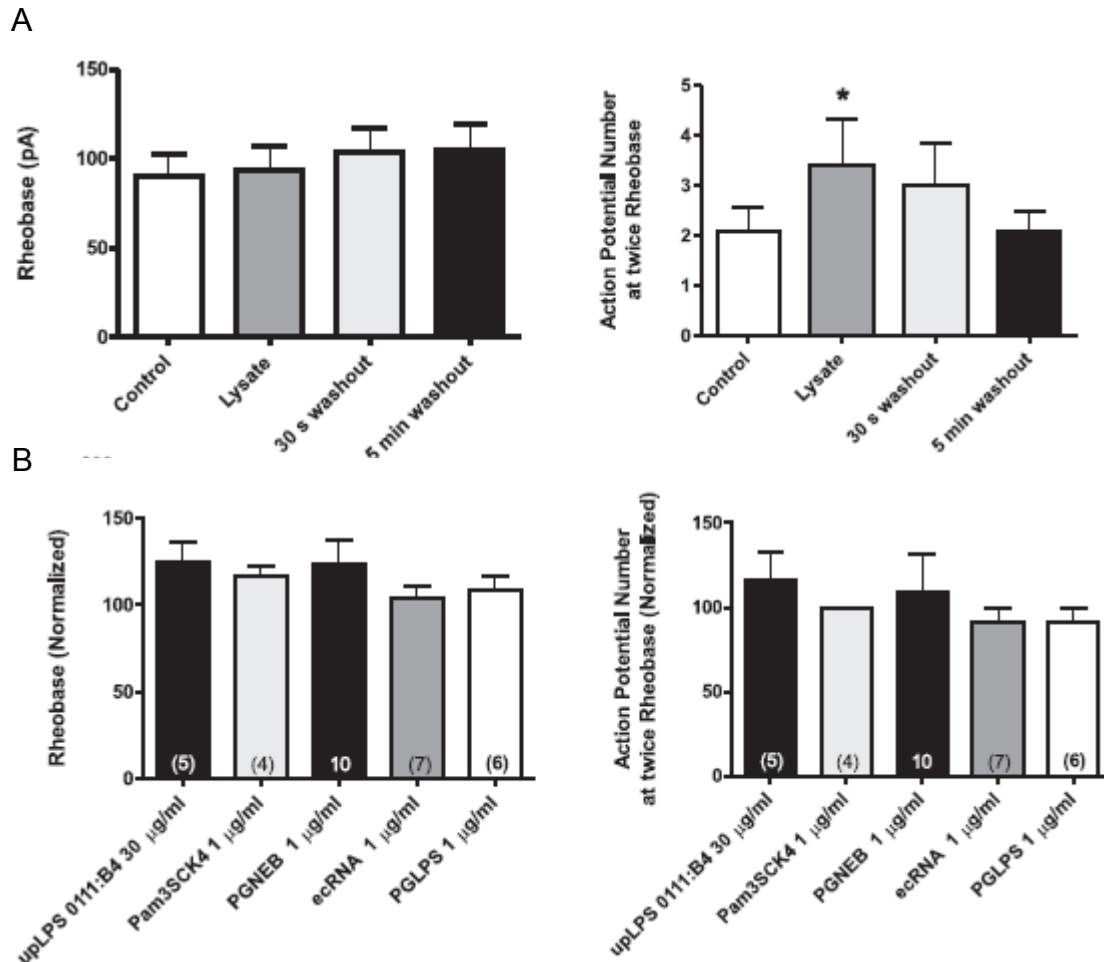 A
150
100
50
0
Rheobase (pA)
Control
Lysate
30 s washout
5 min washout
5
4
3
2
1
0
Action Potential Number
at twice Rheobase
*
Control
Lysate
30 s washout
5 min washout
B
150
100
50
0
Rheobase (Normalized)
(5) (4) 10 (7) (6)
upLPS 0111:B4 30 µg/ml
Pam3SCK4 1 µg/ml
PGNEB 1 µg/ml
ecRNA 1 µg/ml
PGLPS 1 µg/ml
150
100
50
0
Action Potential Number
at twice Rheobase (Normalized)
(5) (4) 10 (7) (6)
upLPS 0111:B4 30 µg/ml
Pam3SCK4 1 µg/ml
PGNEB 1 µg/ml
ecRNA 1 µg/ml
PGLPS 1 µg/ml